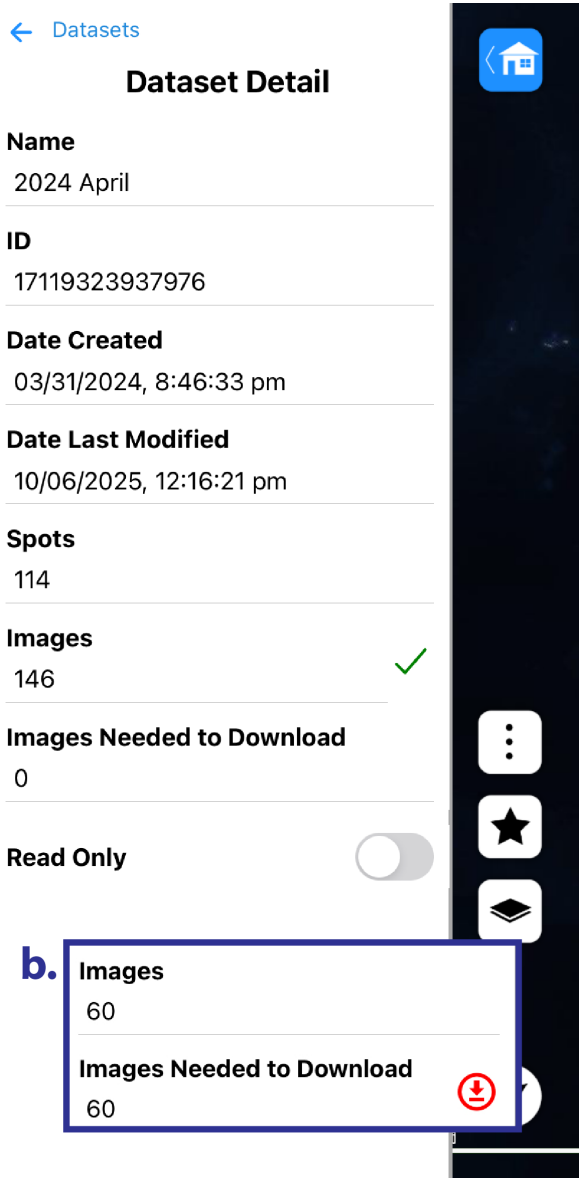 Datasets
Dataset Detail
Name
2024 April
ID
17119323937976
Date Created
03/31/2024, 8:46:33 pm
Date Last Modified
10/06/2025, 12:16:21 pm
Spots
114
Images
146
Images Needed to Download
0
Read Only
b.
Images
60
Images Needed to Download
60